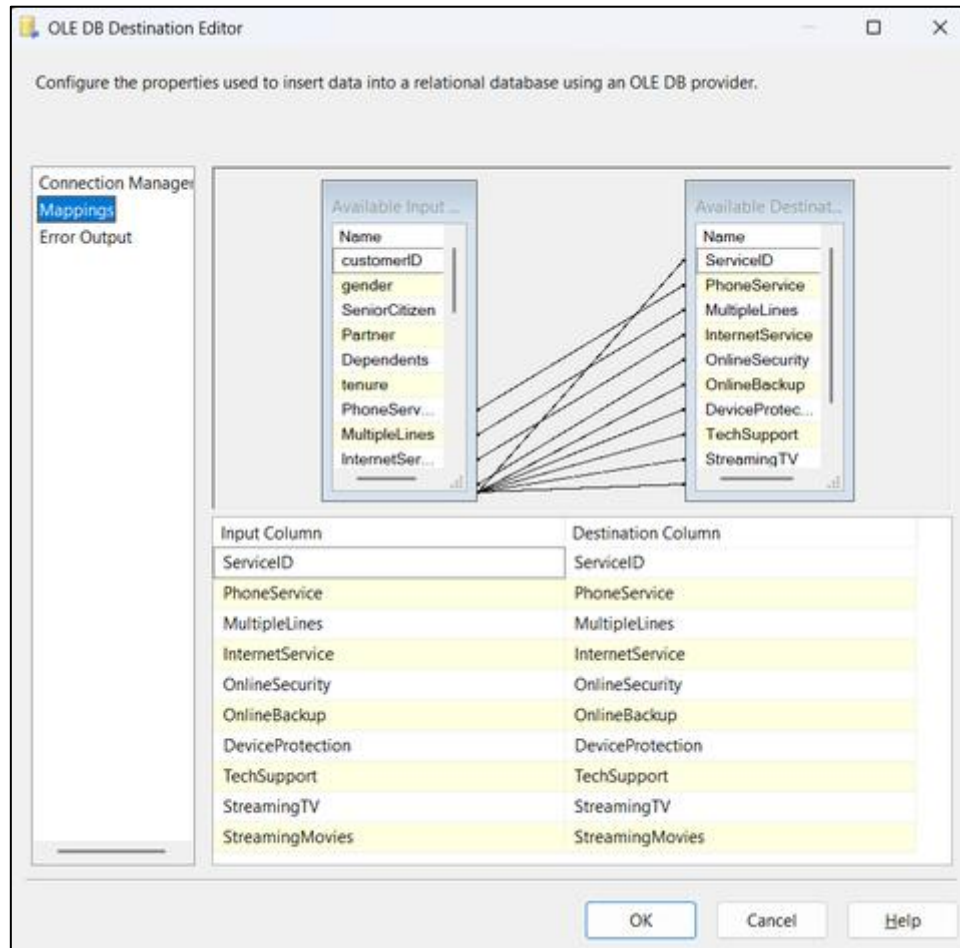 OLE DB Destination Editor
Configure the properties used to insert data into a relational database using an OLE DB provider.
Connection Manager
Mappings
Error Output
Available Input ...
Name
customerID
gender
SeniorCitizen
Partner
Dependents
tenure
PhoneServ...
MultipleLines
InternetSer...
Available Destinat...
Name
ServiceID
PhoneService
MultipleLines
InternetService
OnlineSecurity
OnlineBackup
DeviceProtec...
TechSupport
StreamingTV
Input Column Destination Column
ServiceID ServiceID
PhoneService PhoneService
MultipleLines MultipleLines
InternetService InternetService
OnlineSecurity OnlineSecurity
OnlineBackup OnlineBackup
DeviceProtection DeviceProtection
TechSupport TechSupport
StreamingTV StreamingTV
StreamingMovies StreamingMovies
OK Cancel Help